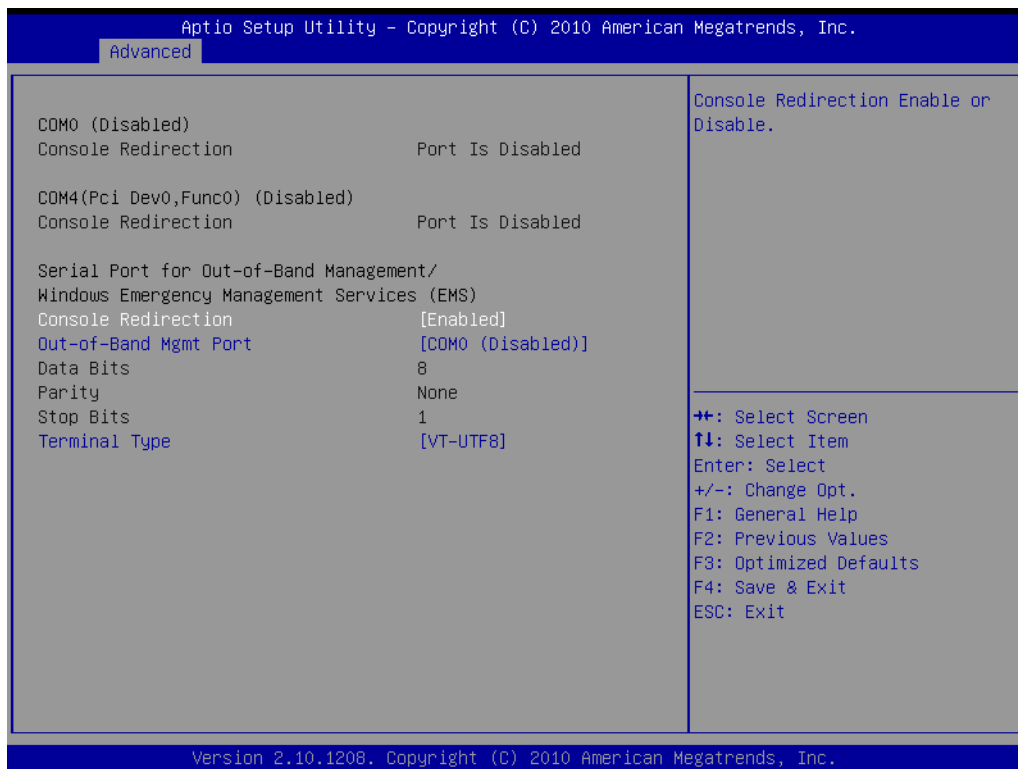 Aptio Setup Utility – Copyright (C) 2010 American Megatrends, Inc.
Advanced
COM0 (Disabled)
Console Redirection Port Is Disabled
COM4(Pci Dev0,Func0) (Disabled)
Console Redirection Port Is Disabled
Serial Port for Out-of-Band Management/
Windows Emergency Management Services (EMS)
Console Redirection [Enabled]
Out-of-Band Mgmt Port [COM0 (Disabled)]
Data Bits 8
Parity None
Stop Bits 1
Terminal Type [VT-UTF8]
Console Redirection Enable or
Disable.
→←: Select Screen
↑↓: Select Item
Enter: Select
+/-: Change Opt.
F1: General Help
F2: Previous Values
F3: Optimized Defaults
F4: Save & Exit
ESC: Exit
Version 2.10.1208. Copyright (C) 2010 American Megatrends, Inc.